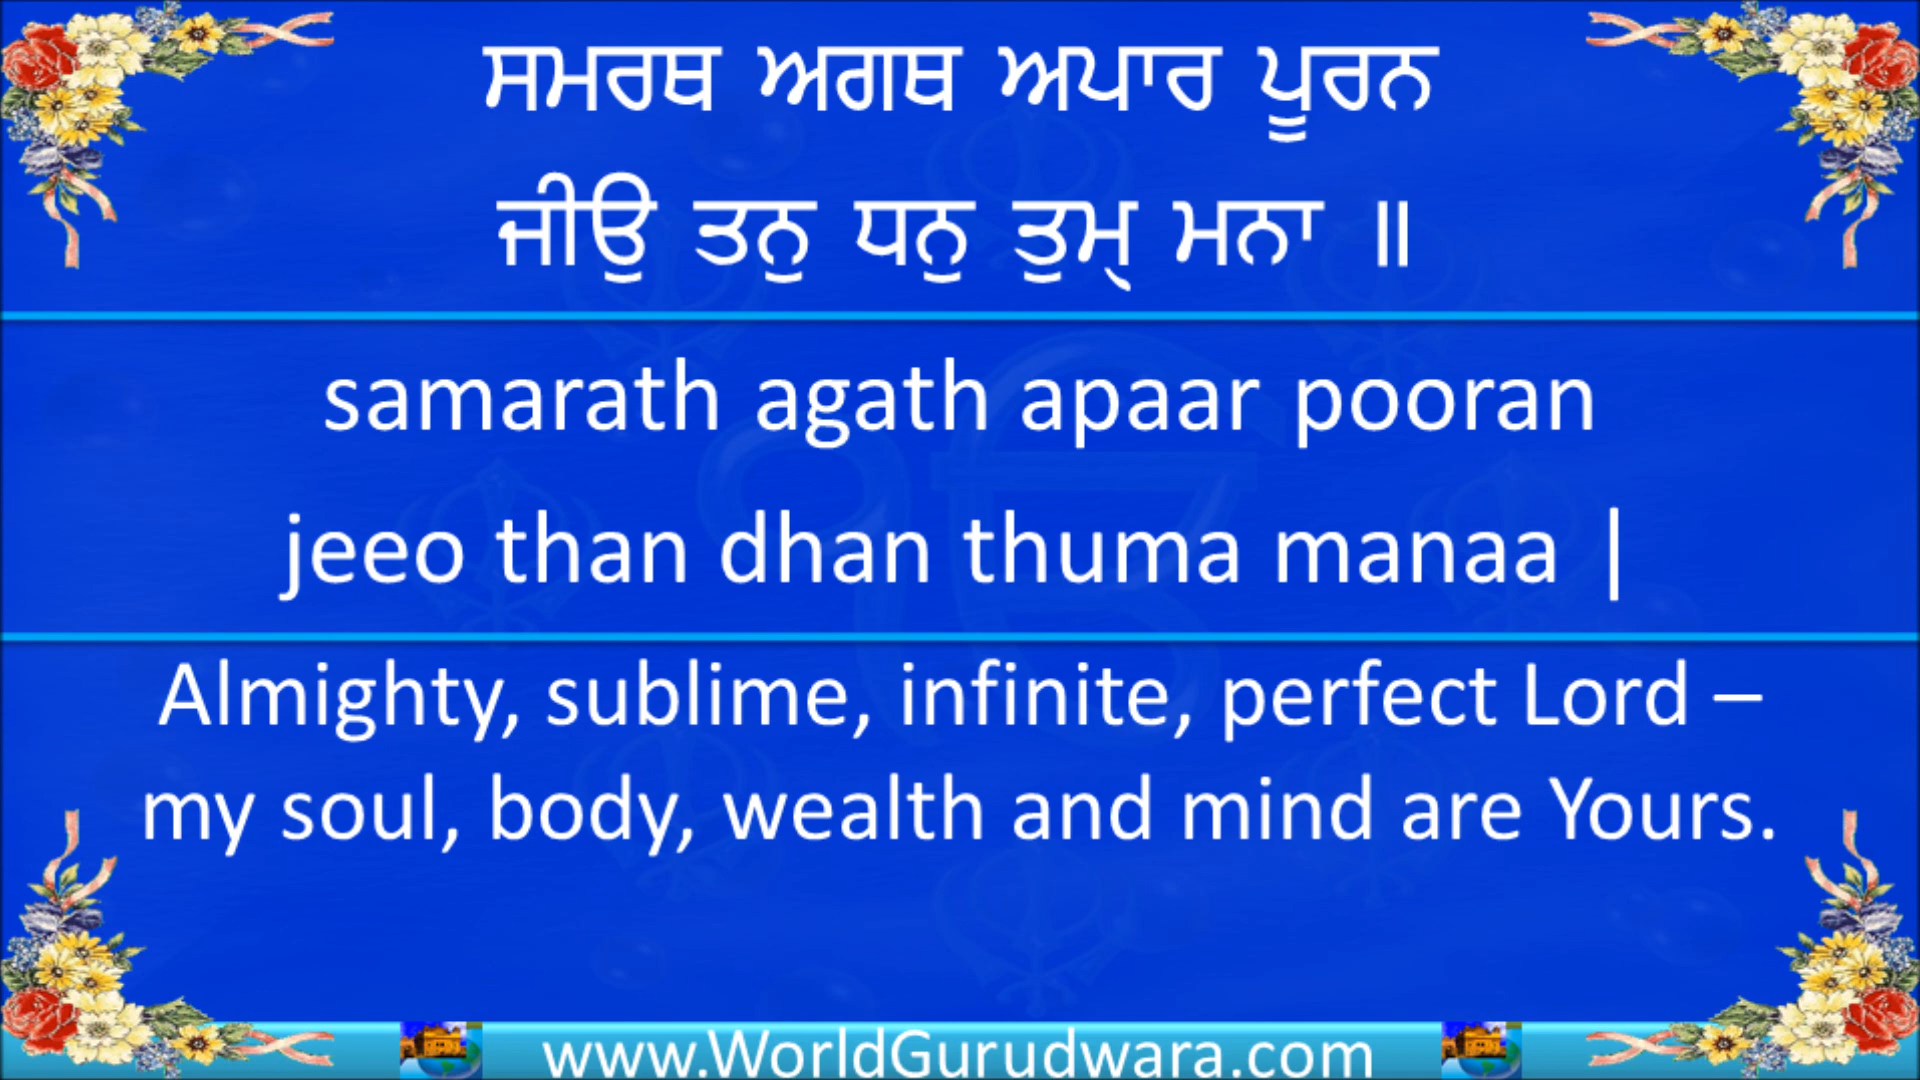 ਸਮਰਥ ਅਗਥ ਅਪਾਰ ਪੂਰਨ
ਜੀਉ ਤਨੁ ਧਨੁ ਤੁਮ੍ ਮਨਾ ॥
samarath agath apaar pooran
jeeo than dhan thuma manaa |
Almighty, sublime, infinite, perfect Lord –
my soul, body, wealth and mind are Yours.
www.WorldGurudwara.com